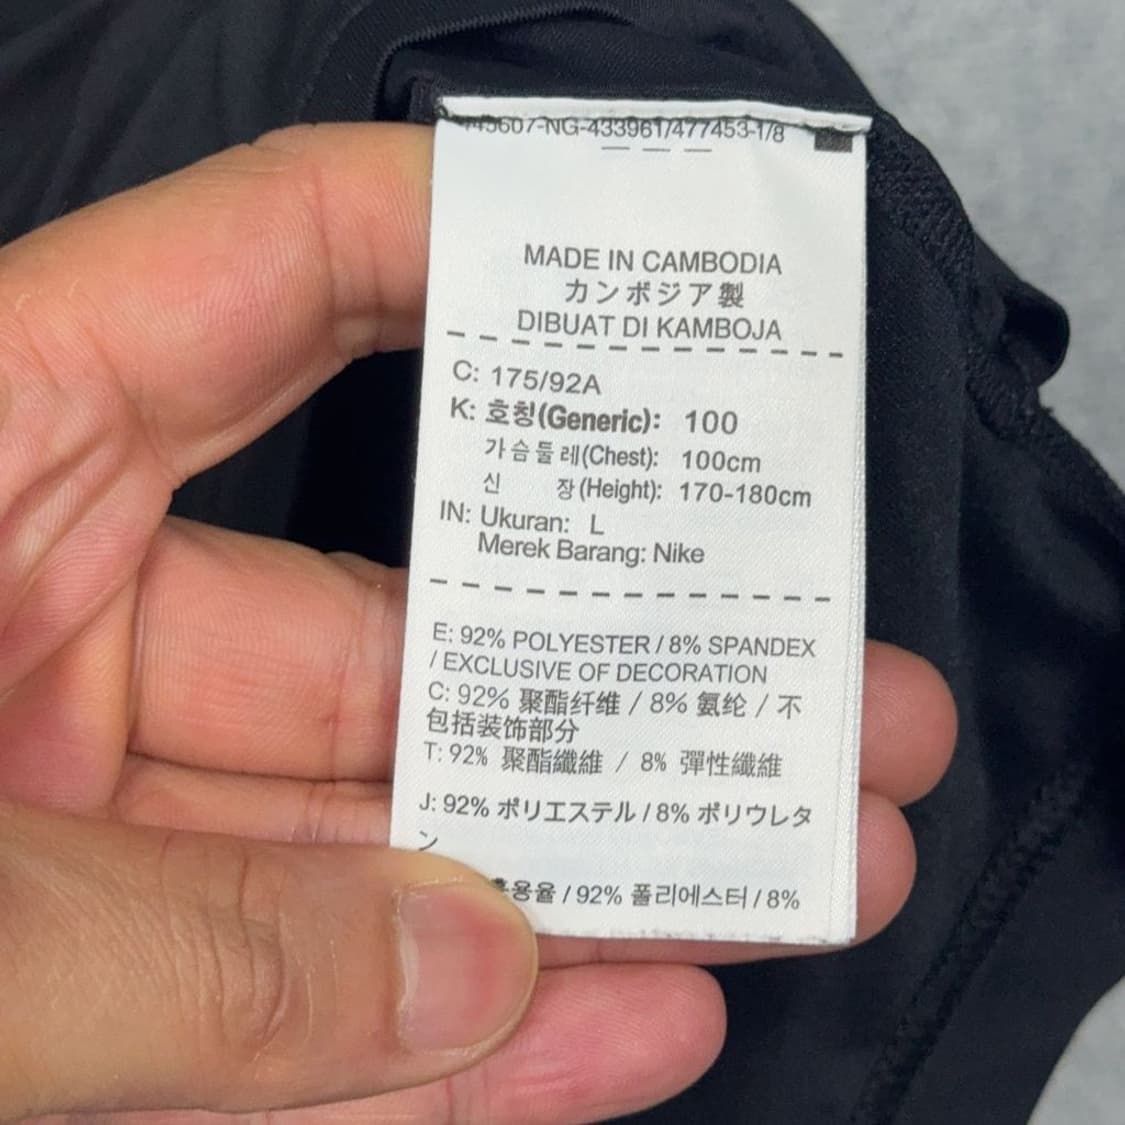 MADE IN CAMBODIA
カンボジア製
DIBUAT DI KAMBOJA
C: 175/92A
K: 호칭(Generic): 100
가슴둘레(Chest): 100cm
신 장(Height): 170-180cm
IN: Ukuran: L
Merek Barang: Nike
E: 92% POLYESTER / 8% SPANDEX
/ EXCLUSIVE OF DECORATION
C: 92% 聚酯纤维 / 8% 氨纶 / 不
包括装饰部分
T: 92% 聚酯纖維 / 8% 彈性纖維
J: 92% ポリエステル / 8% ポリウレタ
ン
/ 92% 폴리에스터 / 8%